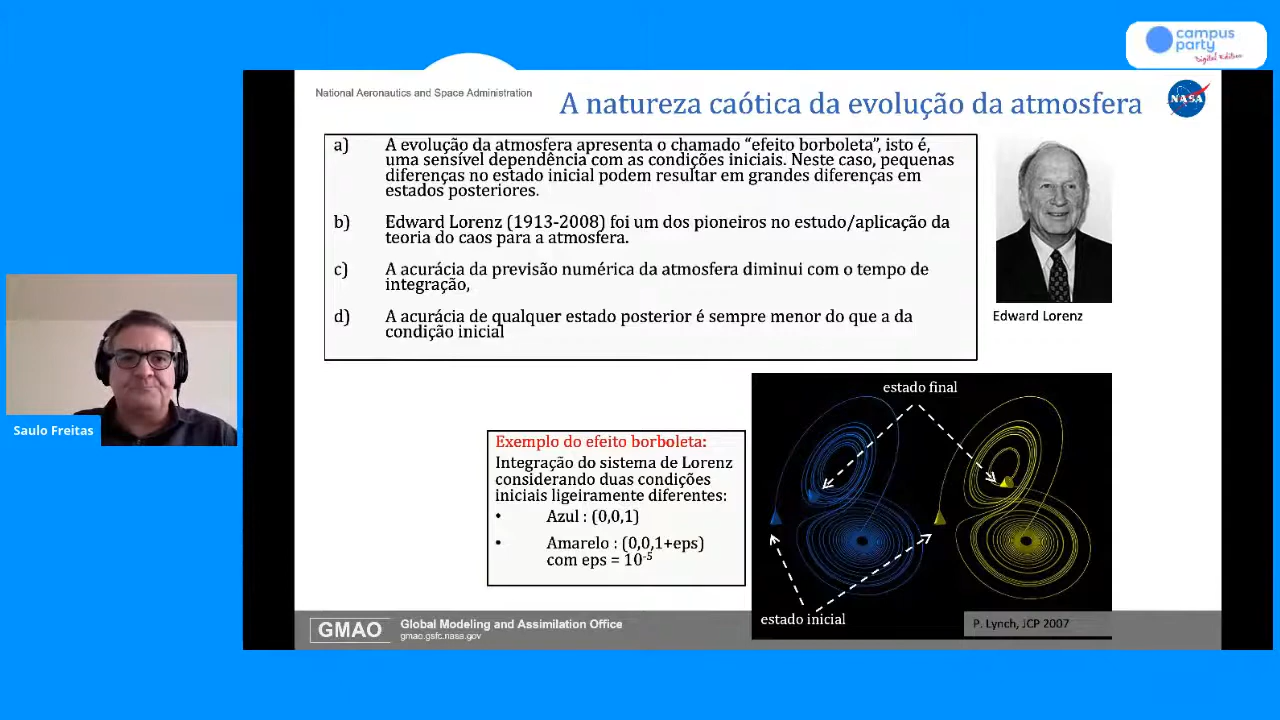 campus
party
Digital Edition
National Aeronautics and Space Administration
A natureza caótica da evolução da atmosfera
NASA
a) A evolução da atmosfera apresenta o chamado “efeito borboleta”, isto é,
uma sensível dependência com as condições iniciais. Neste caso, pequenas
diferenças no estado inicial podem resultar em grandes diferenças em
estados posteriores.
b) Edward Lorenz (1913-2008) foi um dos pioneiros no estudo/aplicação da
teoria do caos para a atmosfera.
c) A acurácia da previsão numérica da atmosfera diminui com o tempo de
integração,
d) A acurácia de qualquer estado posterior é sempre menor do que a da
condição inicial
Edward Lorenz
Saulo Freitas
Exemplo do efeito borboleta:
Integração do sistema de Lorenz
considerando duas condições
iniciais ligeiramente diferentes:
• Azul : (0,0,1)
• Amarelo : (0,0,1+eps)
com eps = 10⁻⁵
estado final
estado inicial
P. Lynch, JCP 2007
GMAO
Global Modeling and Assimilation Office
gmao.gsfc.nasa.gov